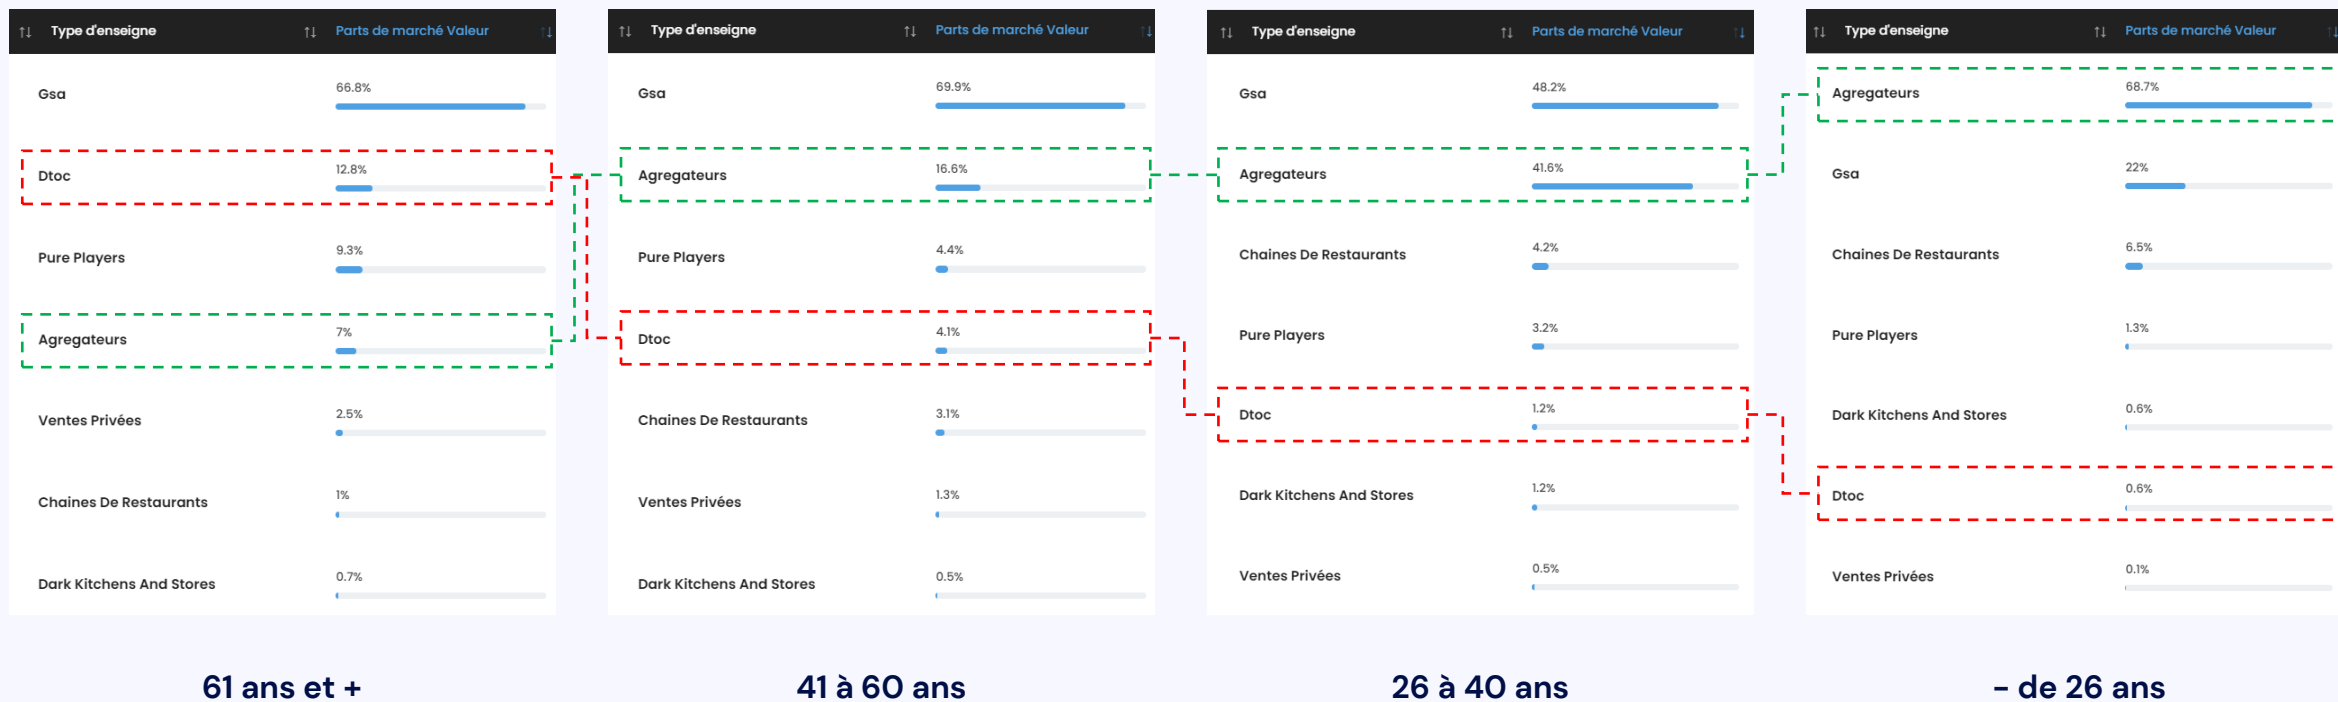 Type d'enseigne Parts de marché Valeur
Gsa 66.8%
Dtoc 12.8%
Pure Players 9.3%
Agregateurs 7%
Ventes Privées 2.5%
Chaines De Restaurants 1%
Dark Kitchens And Stores 0.7%
61 ans et +
Type d'enseigne Parts de marché Valeur
Gsa 69.9%
Agregateurs 16.6%
Pure Players 4.4%
Dtoc 4.1%
Chaines De Restaurants 3.1%
Ventes Privées 1.3%
Dark Kitchens And Stores 0.5%
41 à 60 ans
Type d'enseigne Parts de marché Valeur
Gsa 48.2%
Agregateurs 41.6%
Chaines De Restaurants 4.2%
Pure Players 3.2%
Dtoc 1.2%
Dark Kitchens And Stores 1.2%
Ventes Privées 0.5%
26 à 40 ans
Type d'enseigne Parts de marché Valeur
Agregateurs 68.7%
Gsa 22%
Chaines De Restaurants 6.5%
Pure Players 1.3%
Dark Kitchens And Stores 0.6%
Dtoc 0.6%
Ventes Privées 0.1%
- de 26 ans